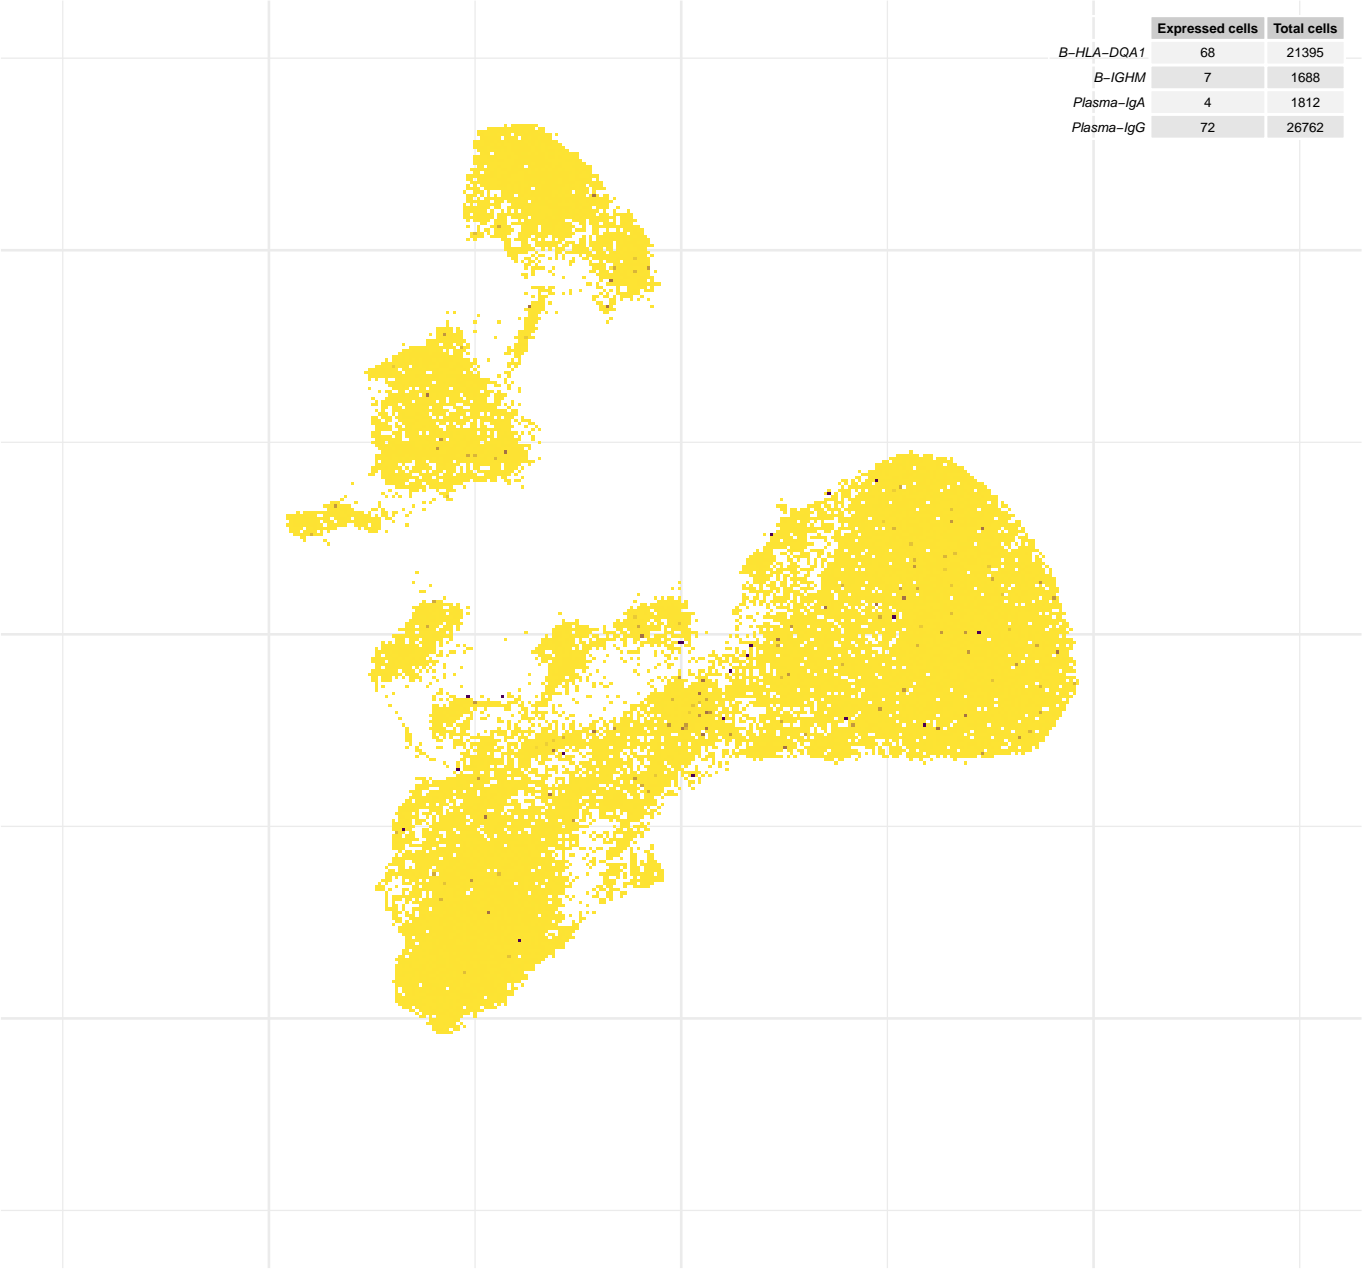 Expressed cells Total cells
B−HLA−DQA1 68 21395
B−IGHM 7 1688
Plasma−IgA 4 1812
Plasma−IgG 72 26762